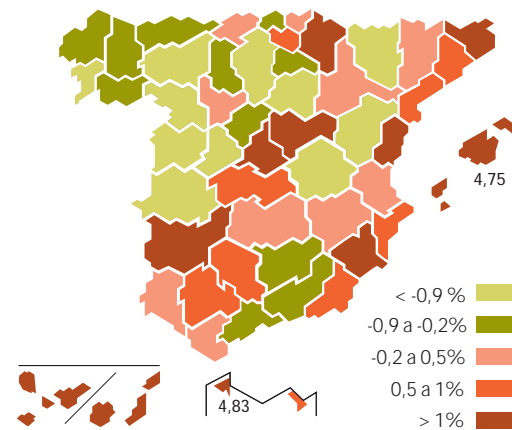 4,75
< -0,9 %
-0,9 a -0,2%
-0,2 a 0,5%
0,5 a 1%
> 1%
4,83